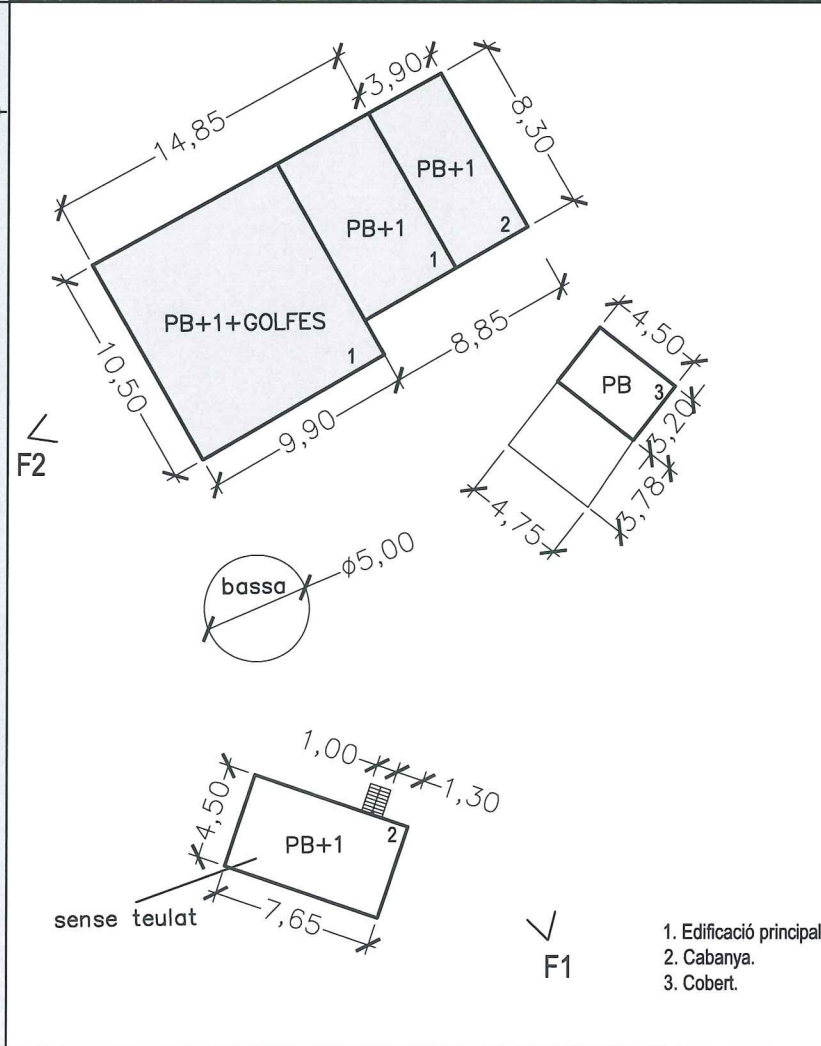 14,85
3,90
8,30
PB+1
2
PB+1
1
PB+1+GOLFES
1
10,50
9,90
8,85
4,50
PB
3
3,20
3,78
4,75
F2
bassa
ϕ5,00
1,00
1,30
4,50
PB+1
2
7,65
sense teulat
F1
1. Edificació principal
2. Cabanya.
3. Cobert.